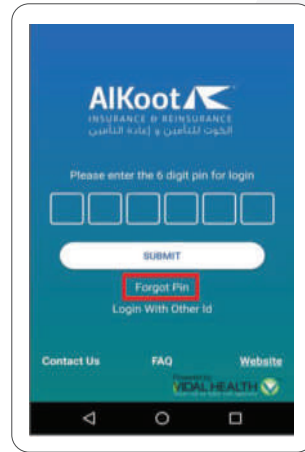 AlKoot
INSURANCE & REINSURANCE
الكوت للتأمين و إعادة التأمين
Please enter the 6 digit pin for login
SUBMIT
Forgot Pin
Login With Other Id
Contact Us FAQ Website
Powered by
VIDAL HEALTH